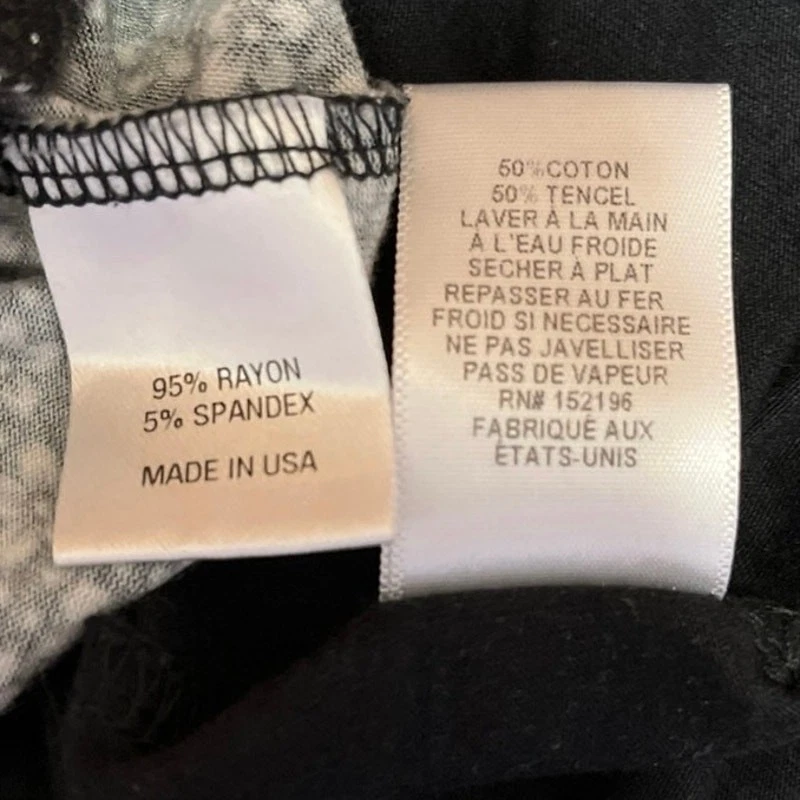 95% RAYON
5% SPANDEX
MADE IN USA
50%COTON
50% TENCEL
LAVER À LA MAIN
À L'EAU FROIDE
SECHER À PLAT
REPASSER AU FER
FROID SI NECESSAIRE
NE PAS JAVELLISER
PASS DE VAPEUR
RN# 152196
FABRIQUÉ AUX
ÉTATS-UNIS